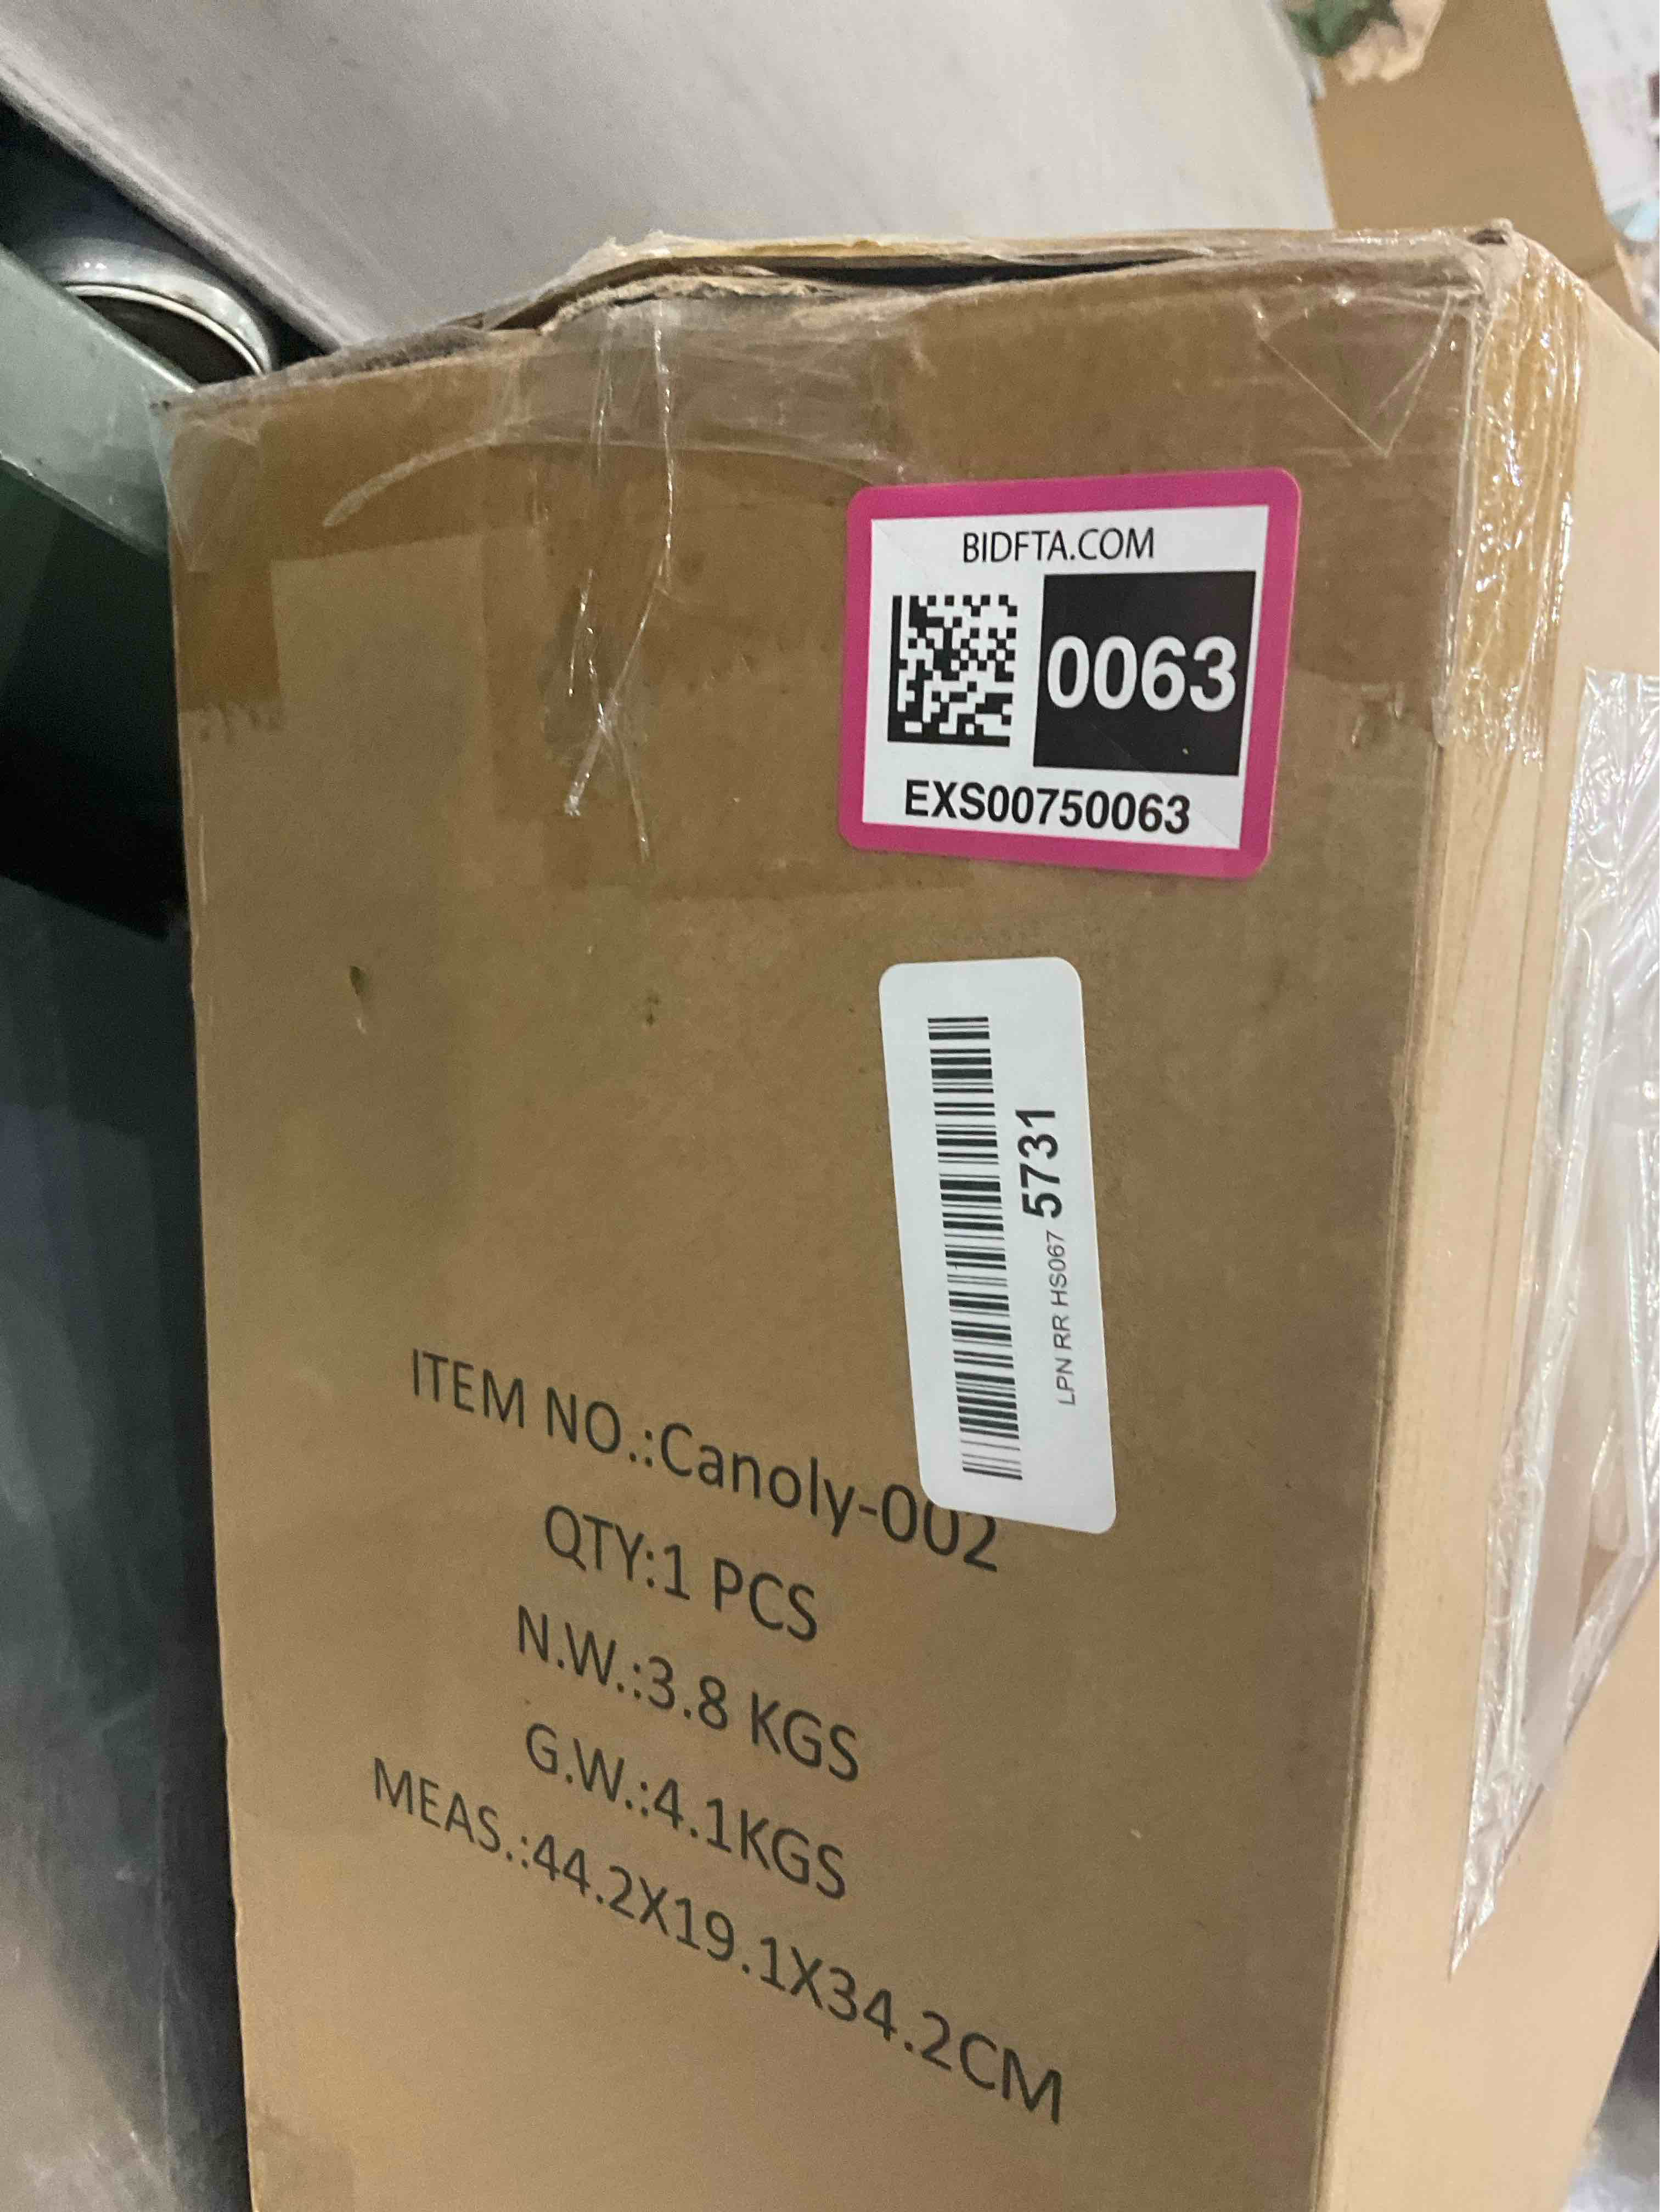 BIDFTA.COM
0063
EXS00750063
LPN RR HS067 5731
ITEM NO.:Canoly-002
QTY:1 PCS
N.W.:3.8 KGS
G.W.:4.1KGS
MEAS.:44.2X19.1X34.2CM